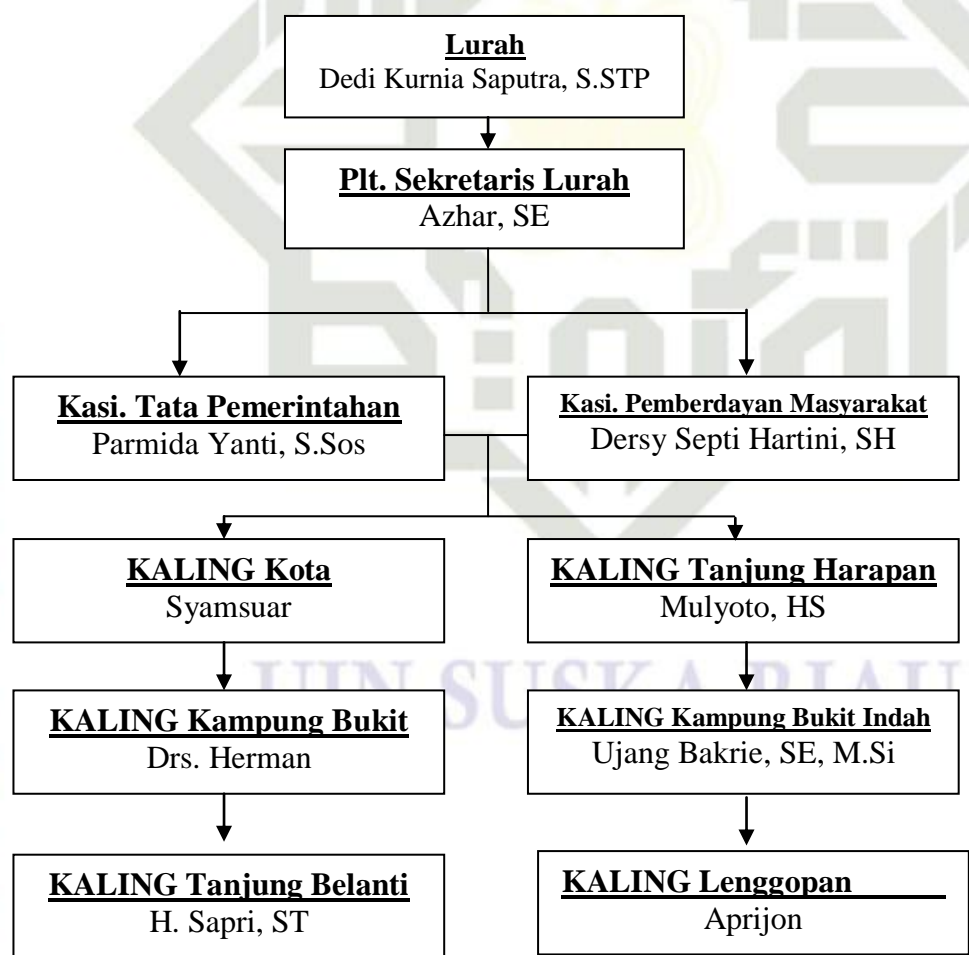 Lurah
Dedi Kurnia Saputra, S.STP
Plt. Sekretaris Lurah
Azhar, SE
Kasi. Tata Pemerintahan
Parmida Yanti, S.Sos
Kasi. Pemberdayan Masyarakat
Dersy Septi Hartini, SH
KALING Kota
Syamsuar
KALING Tanjung Harapan
Mulyoto, HS
UIN SUSKA RIAU
KALING Kampung Bukit
Drs. Herman
KALING Kampung Bukit Indah
Ujang Bakrie, SE, M.Si
KALING Tanjung Belanti
H. Sapri, ST
KALING Lenggopan
Aprijon